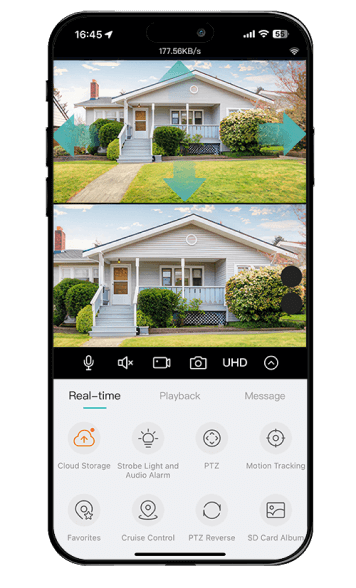 16:45 55
177.56KB/s
UHD
Real-time Playback Message
Cloud Storage Strobe Light and PTZ Motion Tracking
Audio Alarm
Favorites Cruise Control PTZ Reverse SD Card Album